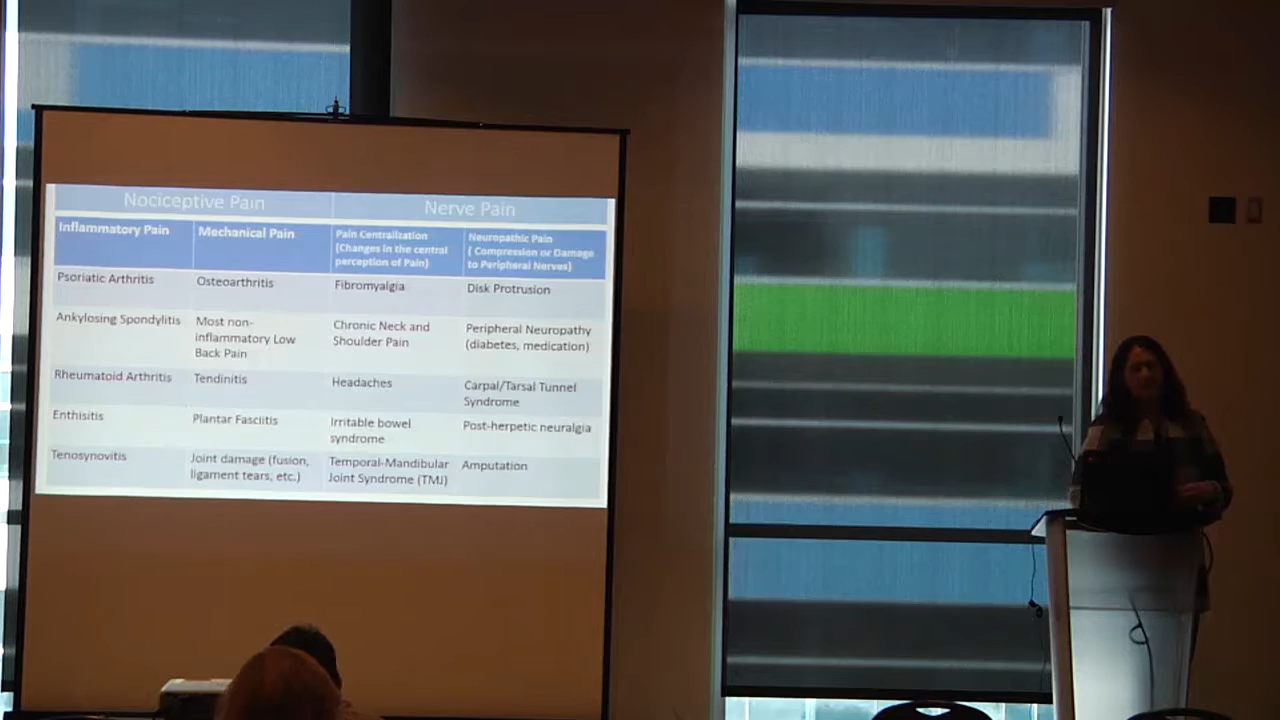 Nociceptive Pain
Nerve Pain
Inflammatory Pain
Mechanical Pain
Pain Centralization
(Changes in the central
perception of Pain)
Neuropathic Pain
( Compression or Damage
to Peripheral Nerves)
Psoriatic Arthritis
Osteoarthritis
Fibromyalgia
Disk Protrusion
Ankylosing Spondylitis
Most non-
inflammatory Low
Back Pain
Chronic Neck and
Shoulder Pain
Peripheral Neuropathy
(diabetes, medication)
Rheumatoid Arthritis
Tendinitis
Headaches
Carpal/Tarsal Tunnel
Syndrome
Enthisitis
Plantar Fasciitis
Irritable bowel
syndrome
Post-herpetic neuralgia
Tenosynovitis
Joint damage (fusion,
ligament tears, etc.)
Temporal-Mandibular
Joint Syndrome (TMJ)
Amputation